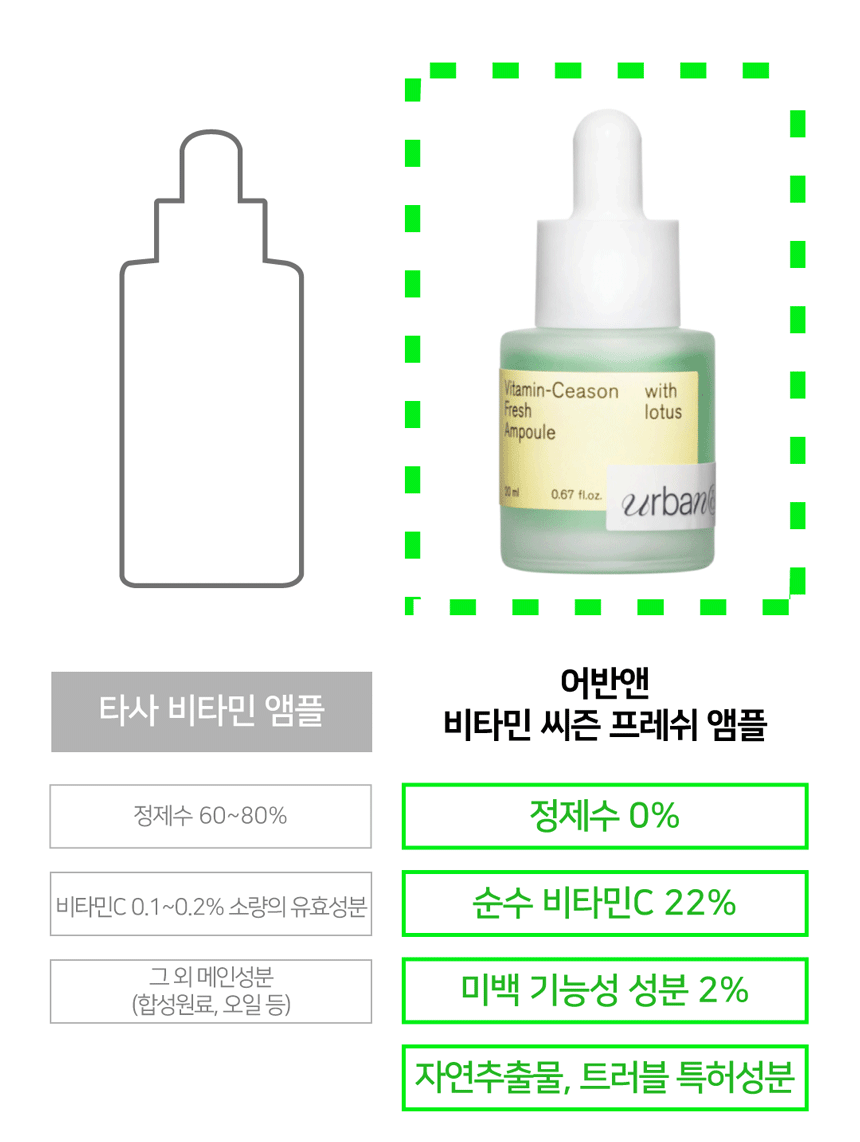 Vitamin-Ceason with
Fresh lotus
Ampoule
20 ml 0.67 fl.oz.
urban@
타사 비타민 앰플
어반앤
비타민 씨즌 프레쉬 앰플
정제수 60~80%
정제수 0%
비타민C 0.1~0.2% 소량의 유효성분
순수 비타민C 22%
그 외 메인성분
(합성원료, 오일 등)
미백 기능성 성분 2%
자연추출물, 트러블 특허성분